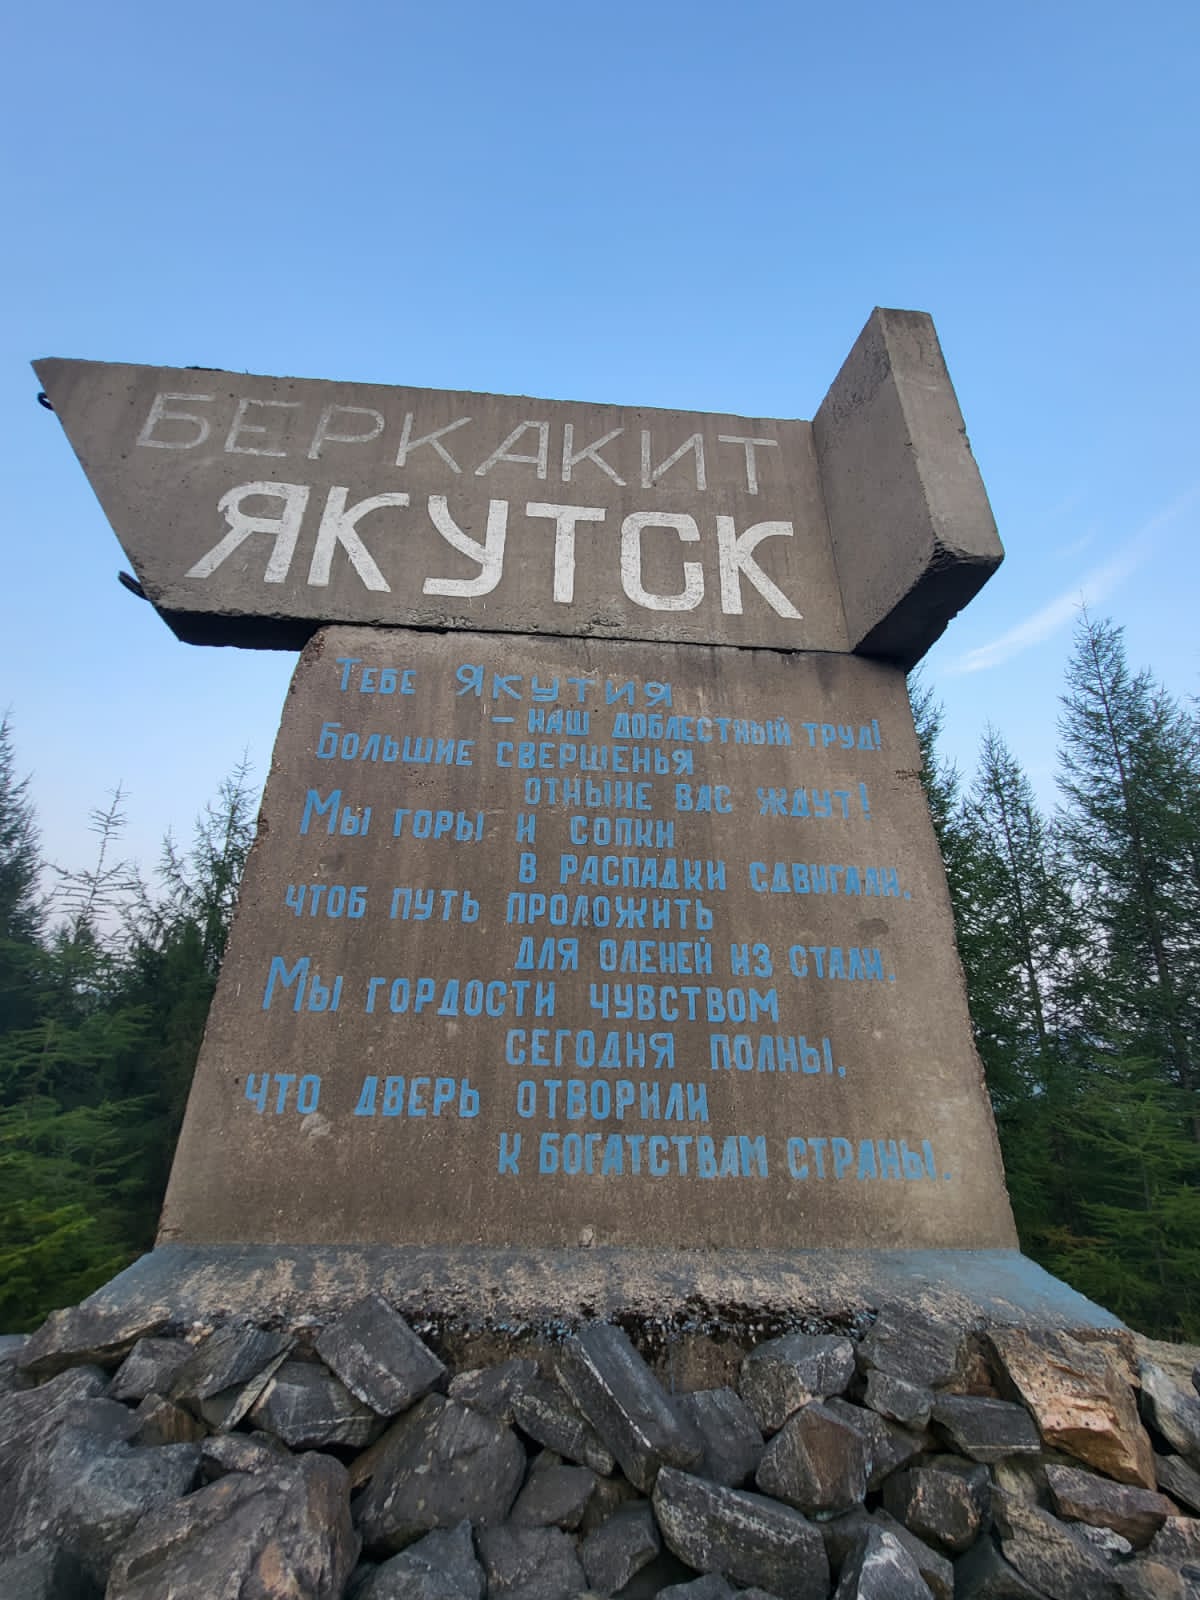 БЕРКАКИТ
ЯКУТСК
Тебе Якутия
– наш доблестный труд!
Большие свершенья
отныне вас ждут!
Мы горы и сопки
в распадки сдвигали,
чтоб путь проложить
для оленей из стали.
Мы гордости чувством
сегодня полны,
что дверь отворили
к богатствам страны.